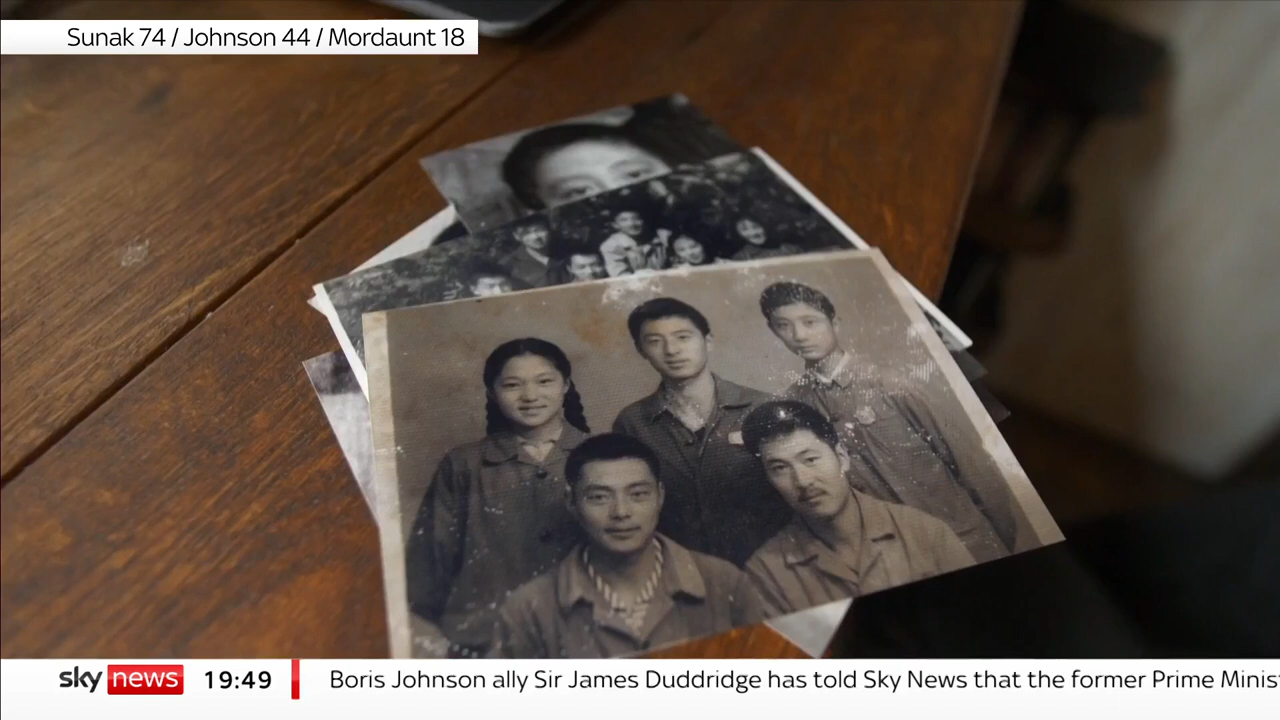 Sunak 74 / Johnson 44 / Mordaunt 18
sky news 19:49 Boris Johnson ally Sir James Duddridge has told Sky News that the former Prime Minis